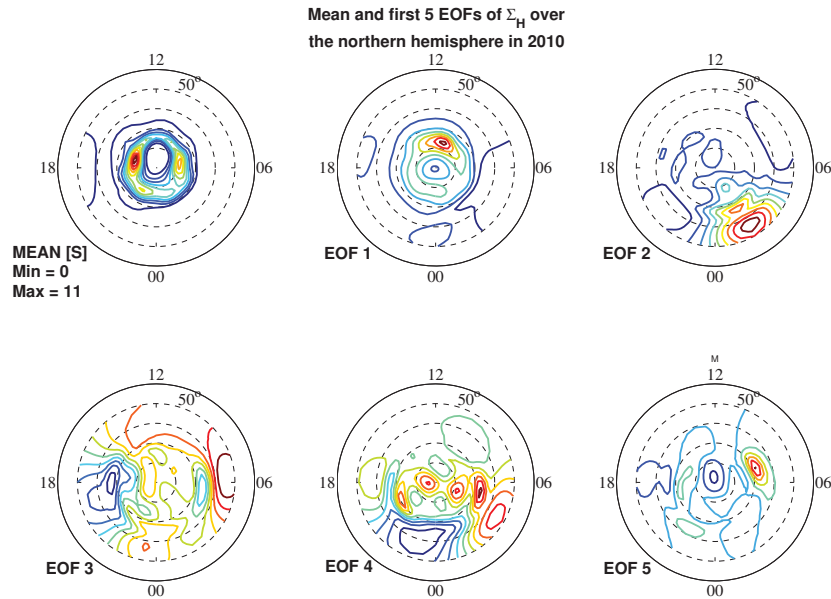 Mean and first 5 EOFs of Σ_H over
the northern hemisphere in 2010
12
50°
18
06
00
MEAN [S]
Min = 0
Max = 11
12
50°
18
06
00
EOF 1
12
50°
18
06
00
EOF 2
12
50°
18
06
00
EOF 3
12
50°
18
06
00
EOF 4
M
12
50°
18
06
00
EOF 5